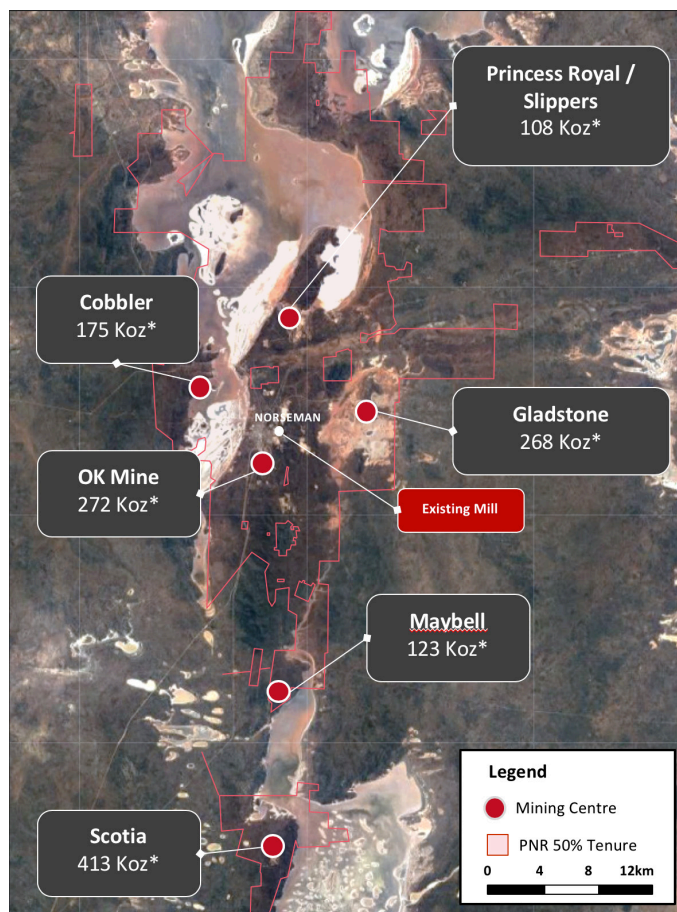 Princess Royal /
Slippers
108 Koz*
Cobbler
175 Koz*
NORSEMAN
Gladstone
268 Koz*
OK Mine
272 Koz*
Existing Mill
Maybell
123 Koz*
Legend
Mining Centre
PNR 50% Tenure
0 4 8 12km
Scotia
413 Koz*